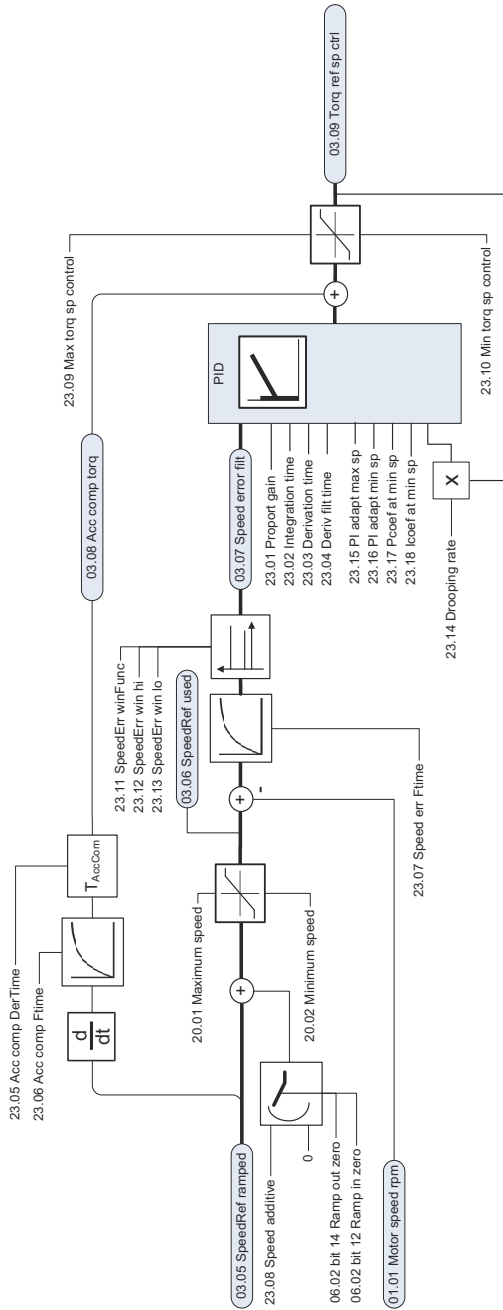 23.05 Acc comp DerTime
23.06 Acc comp Ftime
d
dt
TAccCom
03.08 Acc comp torq
23.09 Max torq sp control
03.05 SpeedRef ramped
23.08 Speed additive
0
06.02 bit 14 Ramp out zero
06.02 bit 12 Ramp in zero
+
20.01 Maximum speed
20.02 Minimum speed
03.06 SpeedRef used
+
-
01.01 Motor speed rpm
23.07 Speed err Ftime
23.11 SpeedErr winFunc
23.12 SpeedErr win hi
23.13 SpeedErr win lo
03.07 Speed error filt
PID
23.01 Proport gain
23.02 Integration time
23.03 Derivation time
23.04 Deriv filt time
23.15 PI adapt max sp
23.16 PI adapt min sp
23.17 Pcoef at min sp
23.18 Icoef at min sp
23.14 Drooping rate
X
+
23.10 Min torq sp control
03.09 Torq ref sp ctrl